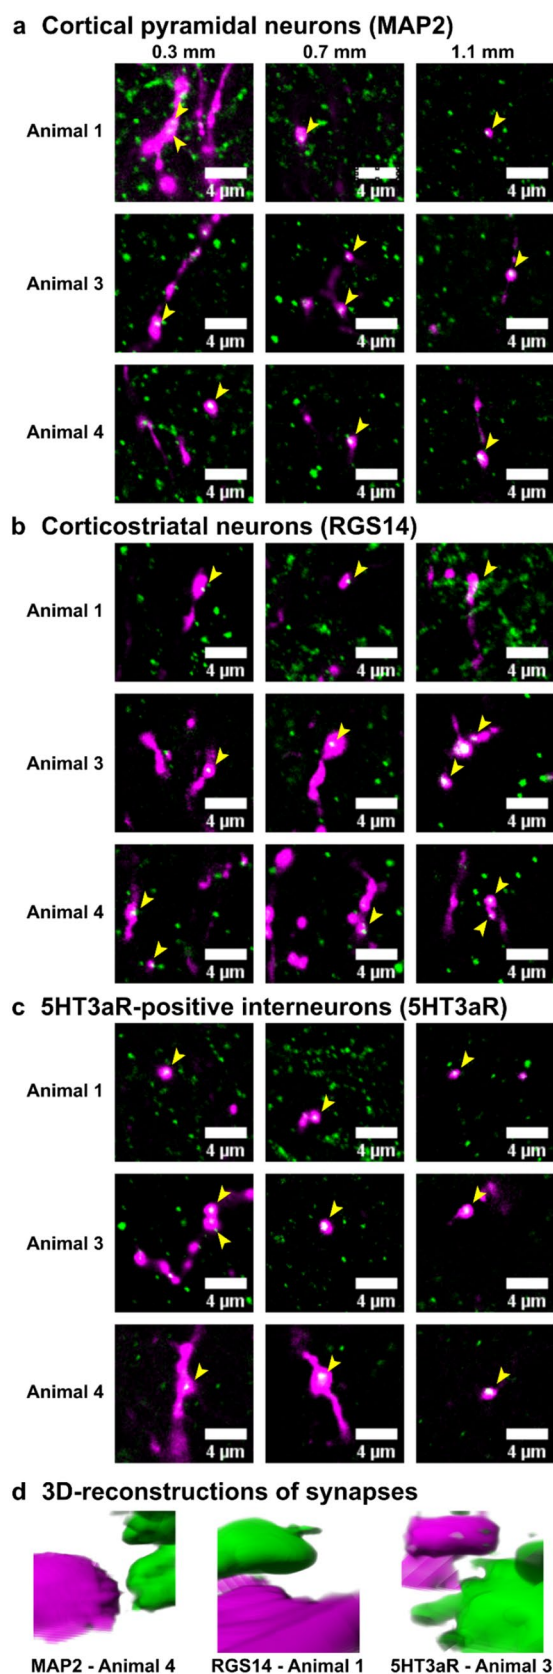 a Cortical pyramidal neurons (MAP2)
0.3 mm 0.7 mm 1.1 mm
Animal 1
4 µm 4 µm 4 µm
Animal 3
4 µm 4 µm 4 µm
Animal 4
4 µm 4 µm 4 µm
b Corticostriatal neurons (RGS14)
Animal 1
4 µm 4 µm 4 µm
Animal 3
4 µm 4 µm 4 µm
Animal 4
4 µm 4 µm 4 µm
c 5HT3aR-positive interneurons (5HT3aR)
Animal 1
4 µm 4 µm 4 µm
Animal 3
4 µm 4 µm 4 µm
Animal 4
4 µm 4 µm 4 µm
d 3D-reconstructions of synapses
MAP2 - Animal 4 RGS14 - Animal 1 5HT3aR - Animal 3